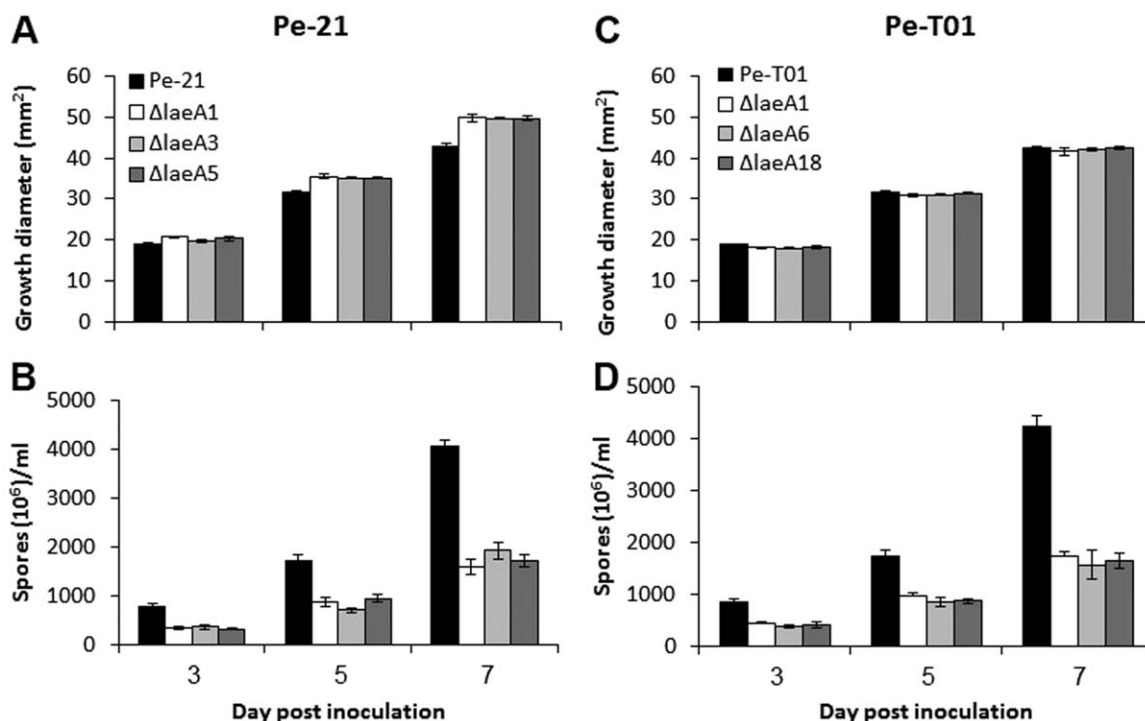 A
Pe-21
Growth diameter (mm²)
60
50
40
30
20
10
0
Pe-21
ΔlaeA1
ΔlaeA3
ΔlaeA5
C
Pe-T01
Growth diameter (mm²)
60
50
40
30
20
10
0
Pe-T01
ΔlaeA1
ΔlaeA6
ΔlaeA18
B
Spores (10⁶)/ml
5000
4000
3000
2000
1000
0
3 5 7
Day post inoculation
D
Spores (10⁶)/ml
5000
4000
3000
2000
1000
0
3 5 7
Day post inoculation